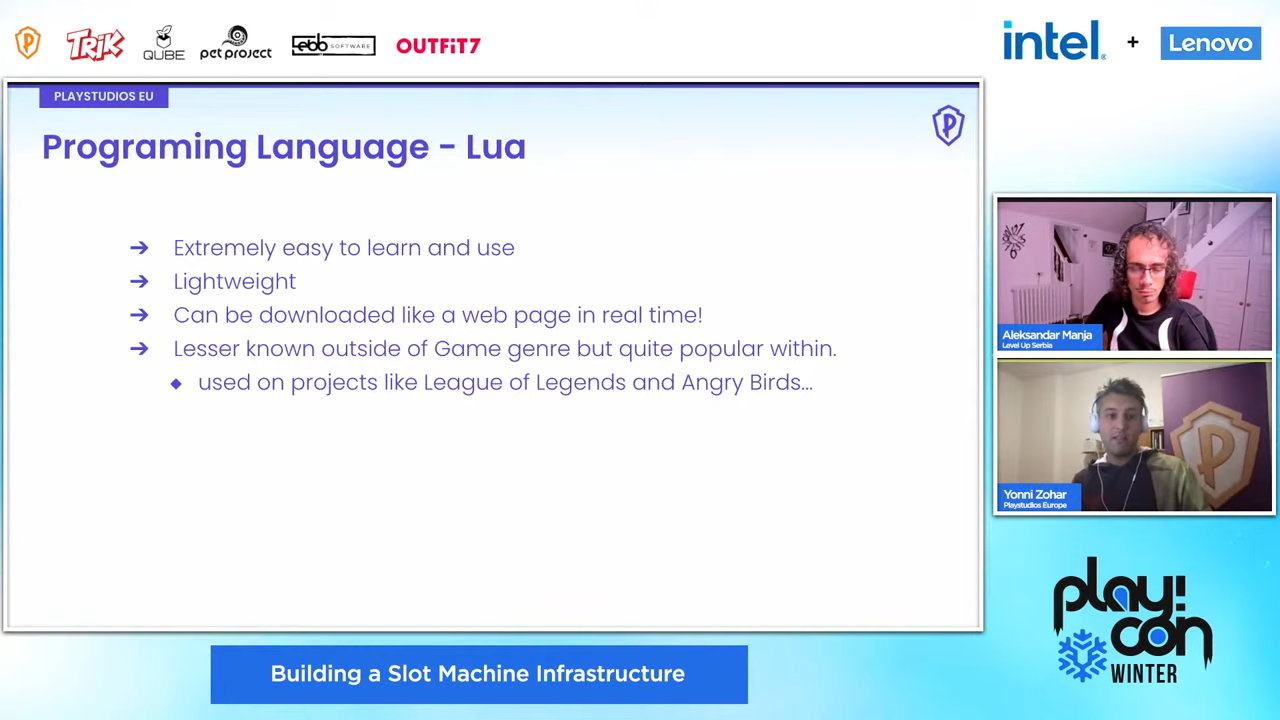 TRIK
QUBE
pet project
ebb SOFTWARE
OUTFIT7
intel + Lenovo
PLAYSTUDIOS EU
Programing Language - Lua
➔ Extremely easy to learn and use
➔ Lightweight
➔ Can be downloaded like a web page in real time!
➔ Lesser known outside of Game genre but quite popular within.
◆ used on projects like League of Legends and Angry Birds...
Aleksandar Manja
Level Up Serbia
Yonni Zohar
Playstudios Europe
play!
con
WINTER
Building a Slot Machine Infrastructure